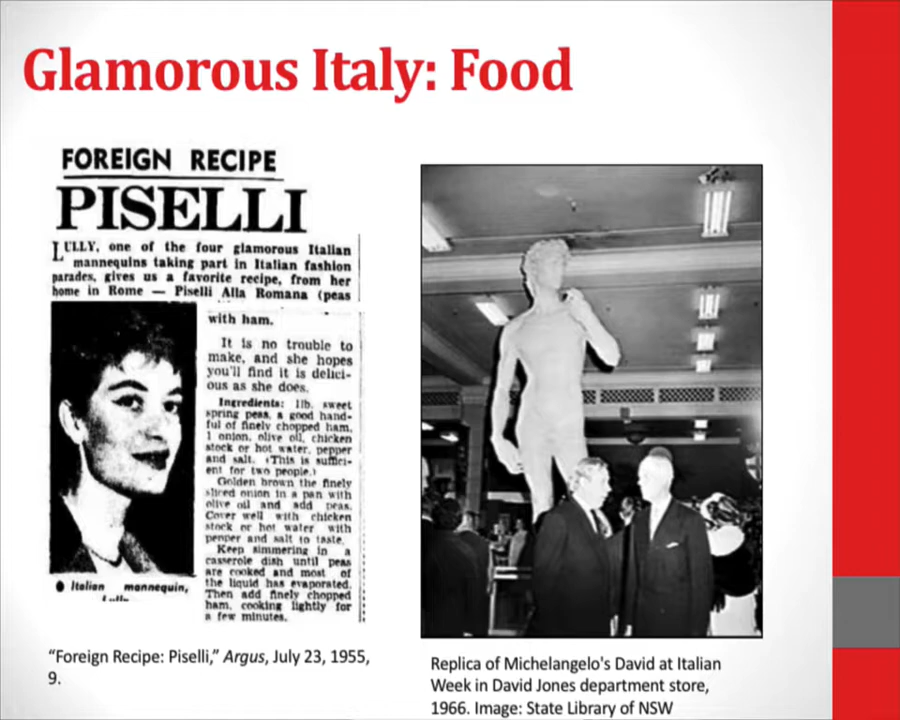 Glamorous Italy: Food
FOREIGN RECIPE
PISELLI
LULLY, one of the four glamorous Italian
mannequins taking part in Italian fashion
parades, gives us a favorite recipe, from her
home in Rome — Piselli Alla Romana (peas
with ham.
It is no trouble to
make, and she hopes
you'll find it is delici-
ous as she does.
Ingredients: 1lb. sweet
spring peas, a good hand-
ful of finely chopped ham,
1 onion, olive oil, chicken
stock or hot water, pepper
and salt. (This is suffici-
ent for two people.)
Golden brown the finely
sliced onion in a pan with
olive oil and add peas.
Cover well with chicken
stock or hot water with
pepper and salt to taste.
Keep simmering in a
casserole dish until peas
are cooked and most of
the liquid has evaporated.
Then add finely chopped
ham, cooking lightly for
a few minutes.
● Italian mannequin,
"Foreign Recipe: Piselli," Argus, July 23, 1955,
9.
Replica of Michelangelo's David at Italian
Week in David Jones department store,
1966. Image: State Library of NSW